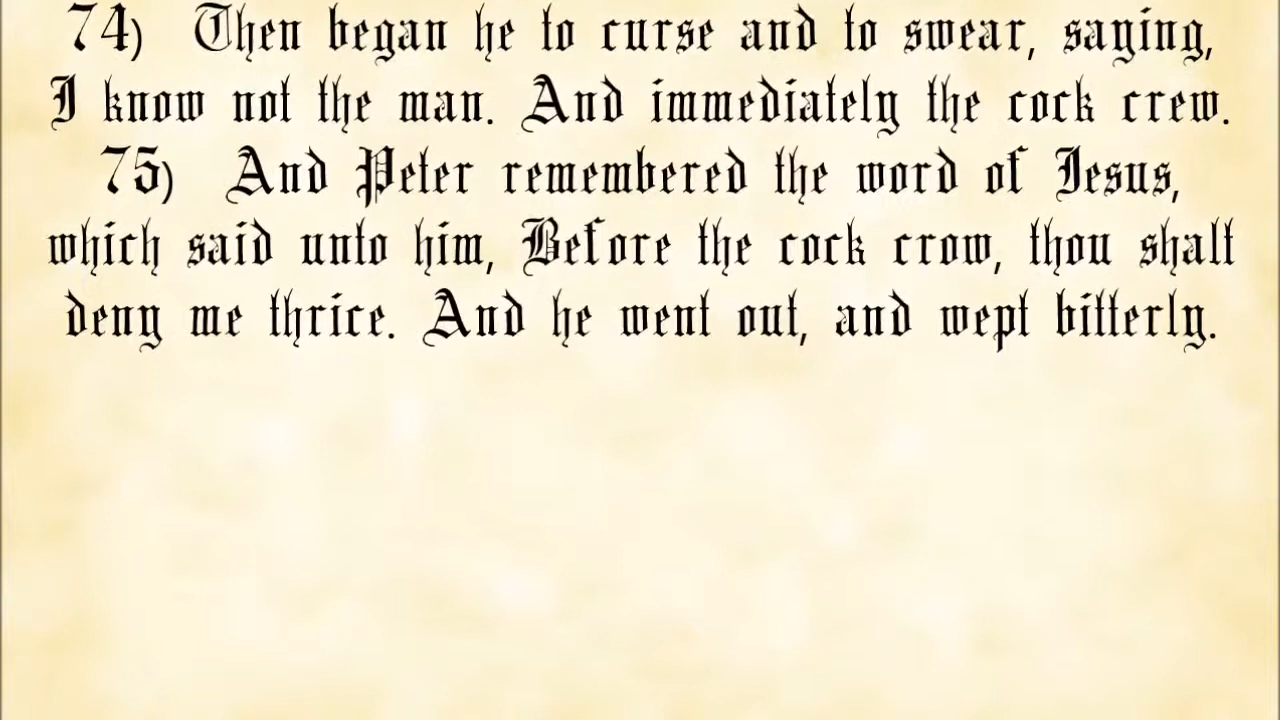 74) Then began he to curse and to swear, saying,
I know not the man. And immediately the cock crew.
75) And Peter remembered the word of Jesus,
which said unto him, Before the cock crow, thou shalt
deny me thrice. And he went out, and wept bitterly.